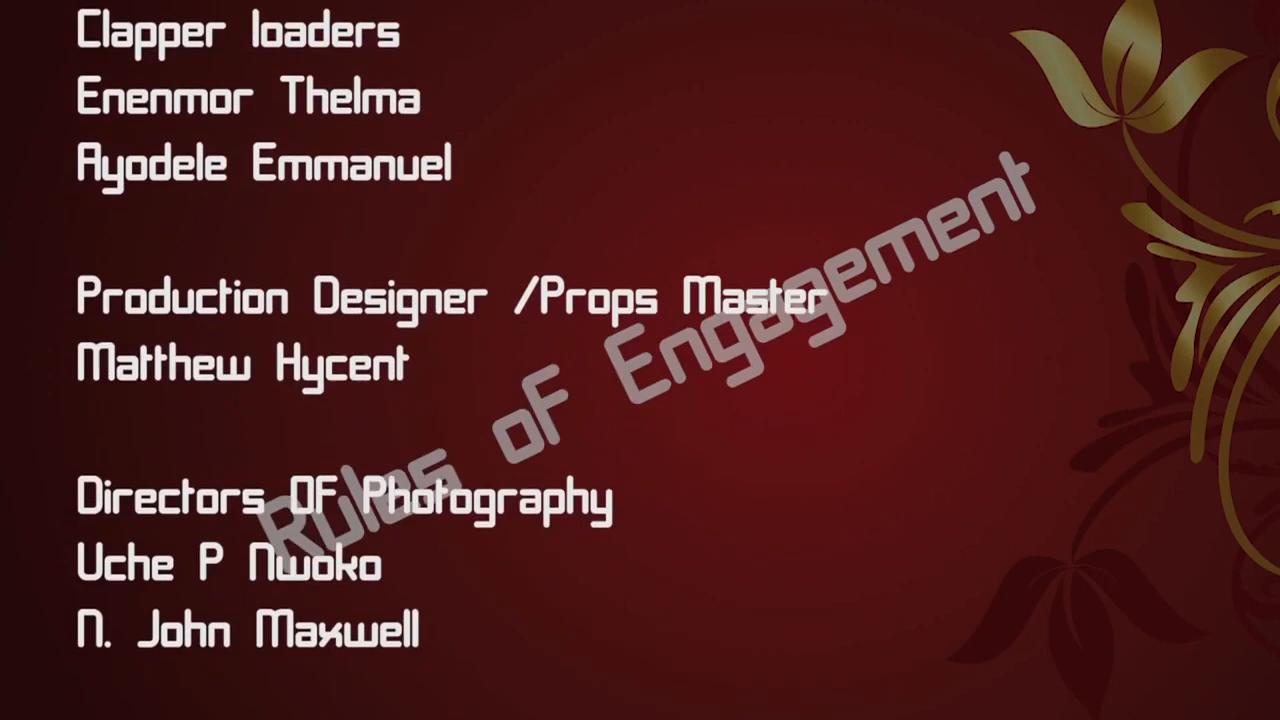 Clapper loaders
Enenmor Thelma
Ayodele Emmanuel
Production Designer /Props Master
Matthew Hycent
Directors OF Photography
Uche P Nwoko
N. John Maxwell
Rules oF Engagement